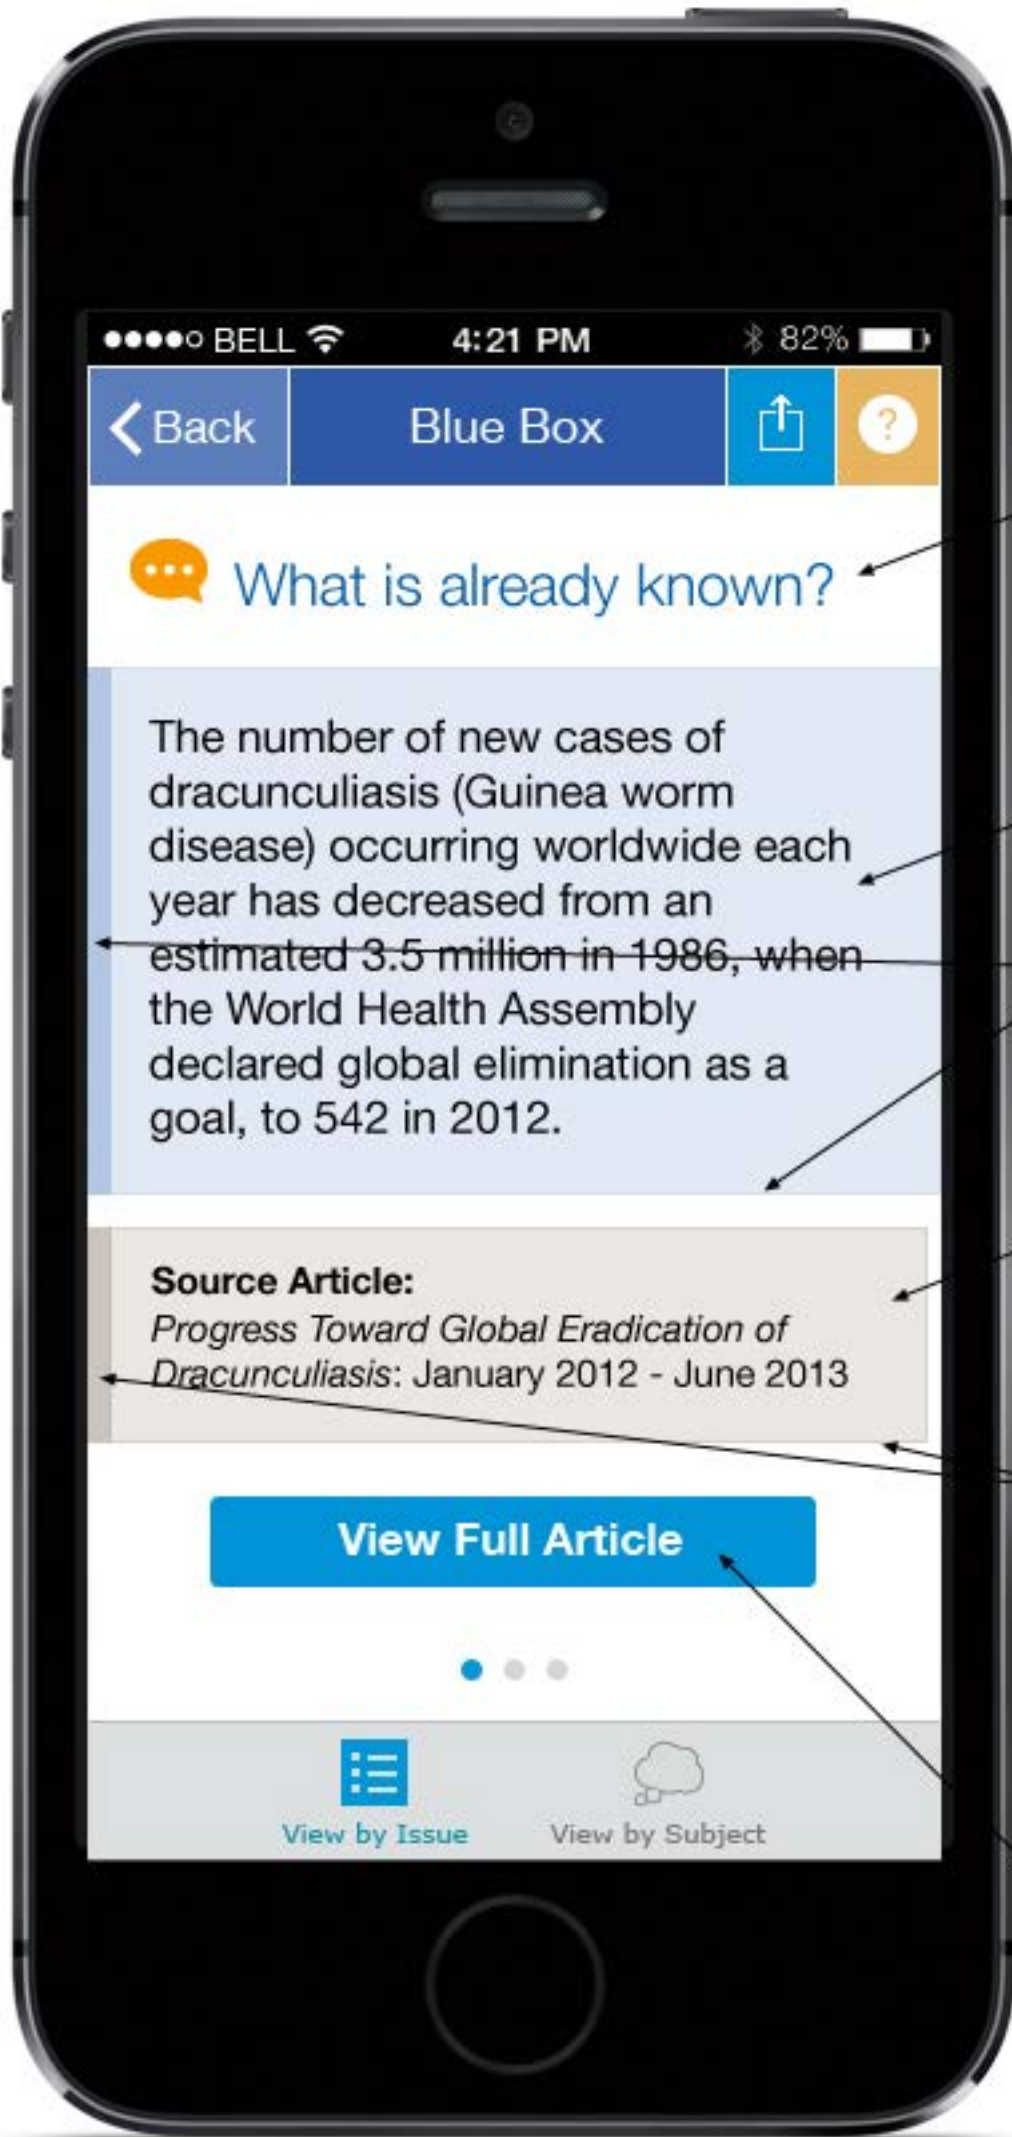 BELL 4:21 PM 82%
Back Blue Box ?
What is already known?
The number of new cases of
dracunculiasis (Guinea worm
disease) occurring worldwide each
year has decreased from an
estimated 3.5 million in 1986, when
the World Health Assembly
declared global elimination as a
goal, to 542 in 2012.
Source Article:
Progress Toward Global Eradication of
Dracunculiasis: January 2012 - June 2013
View Full Article
View by Issue View by Subject